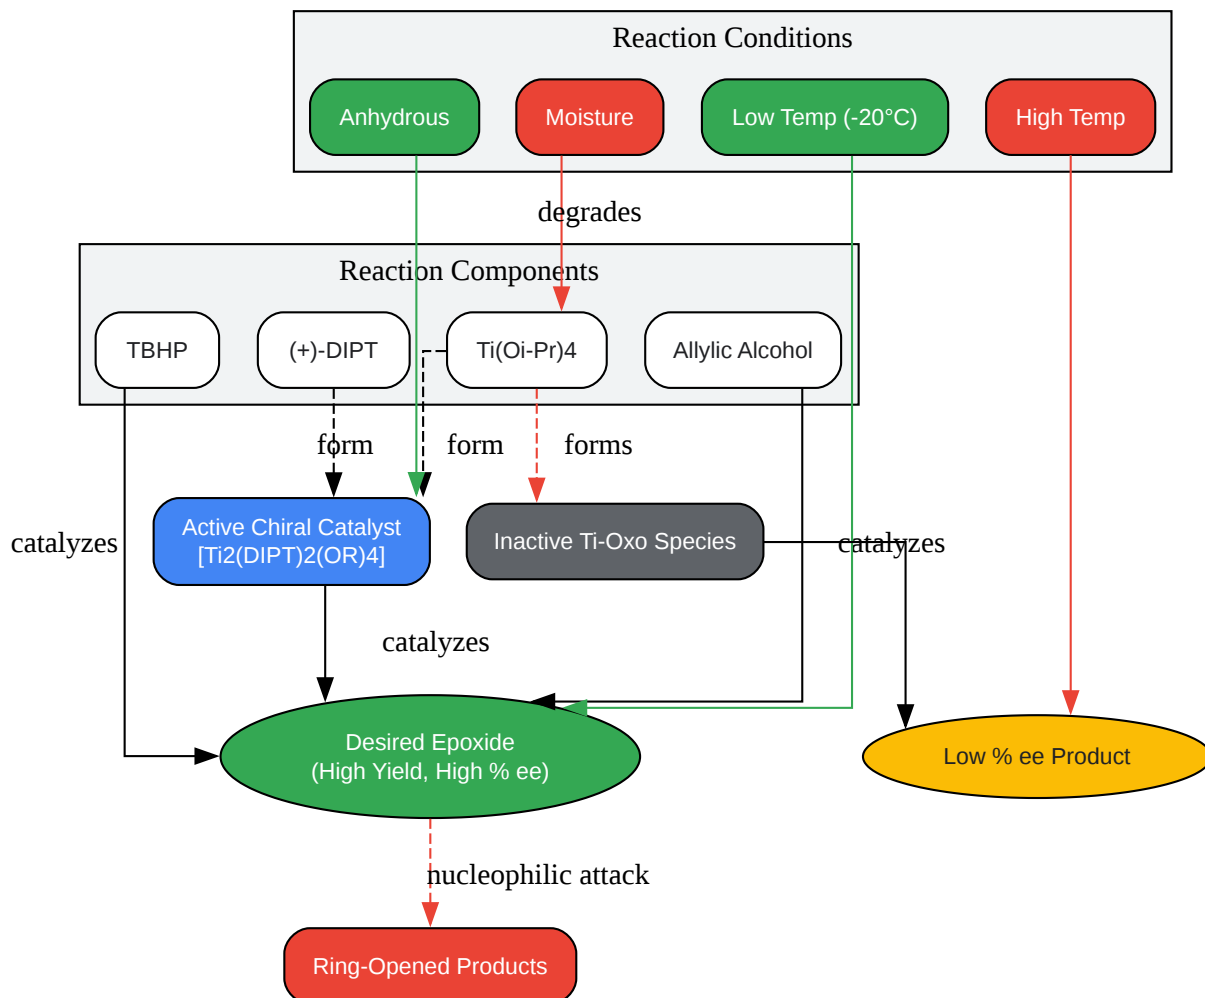 Reaction Conditions
Anhydrous
Moisture
Low Temp (-20°C)
High Temp
degrades
Reaction Components
TBHP
(+)-DIPT
Ti(Oi-Pr)4
Allylic Alcohol
form
form
forms
catalyzes
Active Chiral Catalyst
[Ti2(DIPT)2(OR)4]
Inactive Ti-Oxo Species
catalyzes
catalyzes
Desired Epoxide
(High Yield, High % ee)
Low % ee Product
nucleophilic attack
Ring-Opened Products